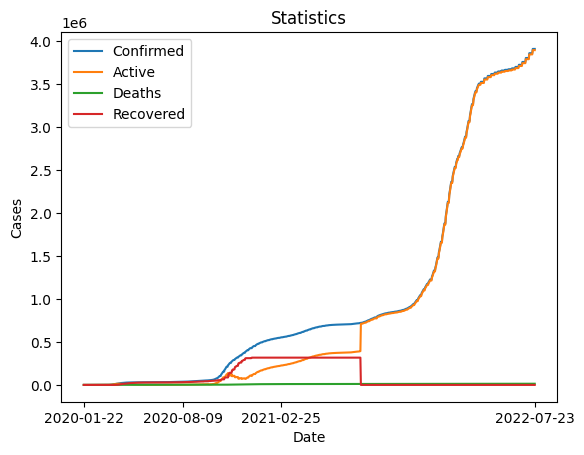 Statistics
1e6
Confirmed
Active
Deaths
Recovered
4.0
3.5
3.0
2.5
2.0
1.5
1.0
0.5
0.0
Cases
2020-01-22 2020-08-09 2021-02-25 2022-07-23
Date